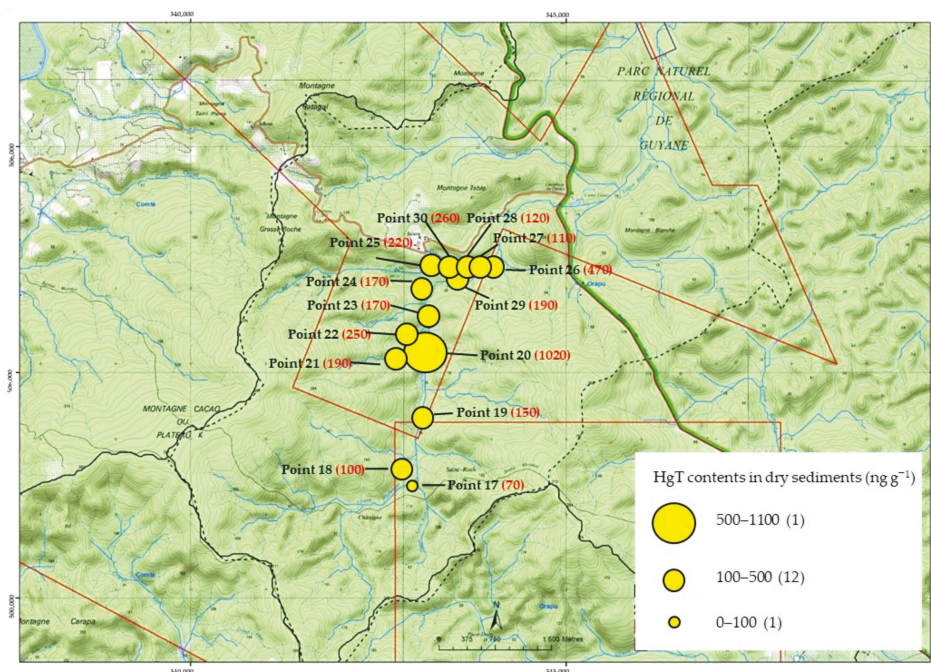 340,000
345,000
PARC NATUREL
RÉGIONAL
DE
GUYANE
Montagne
Montagne
506,000
Comté
Montagne Table
Montagne
Grosse Roche
Montagne Blanche
Point 30 (260)
Point 28 (120)
Point 27 (110)
Point 25 (220)
Point 26 (470)
Point 24 (170)
Point 29 (190)
Orapu
Point 23 (170)
Point 22 (250)
Point 20 (1020)
Point 21 (190)
MONTAGNE CACAO
OU
PLATEAU K
Point 19 (150)
Point 18 (100)
Saint-Roch
Point 17 (70)
HgT contents in dry sediments (ng g⁻¹)
500–1100 (1)
100–500 (12)
0–100 (1)
Comté
500,000
N
Orapu
Montagne Carapa
375 750 1 500 Mètres
340,000
345,000